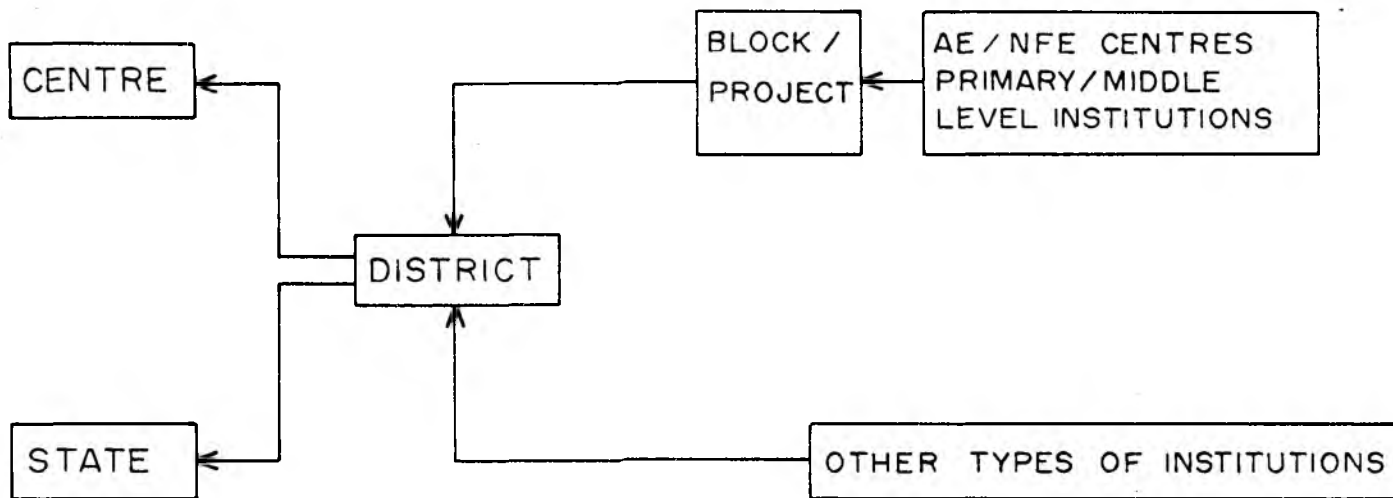 CENTRE
BLOCK /
PROJECT
AE / NFE CENTRES
PRIMARY/MIDDLE
LEVEL INSTITUTIONS
DISTRICT
STATE
OTHER TYPES OF INSTITUTIONS